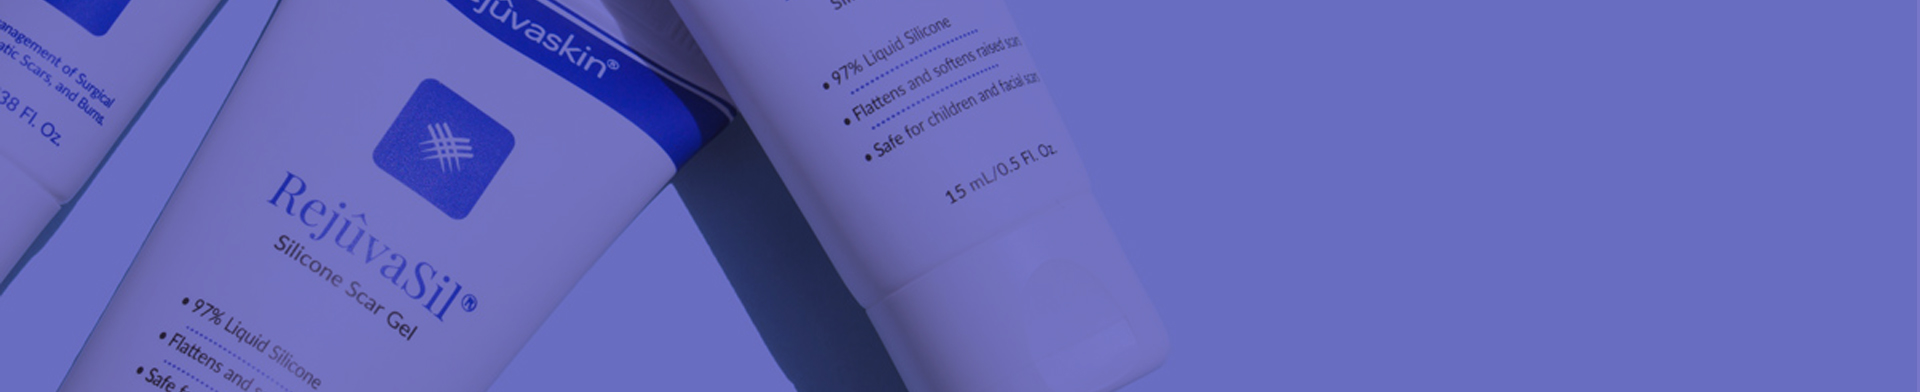 anagement of Surgical
atic Scars, and Burns.
38 Fl. Oz.
ejûvaskin®
RejûvaSil®
Silicone Scar Gel
• 97% Liquid Silicone
• Flattens and s
• Safe f
• 97% Liquid Silicone
• Flattens and softens raised scars
• Safe for children and facial scar
15 mL/0.5 Fl. Oz.